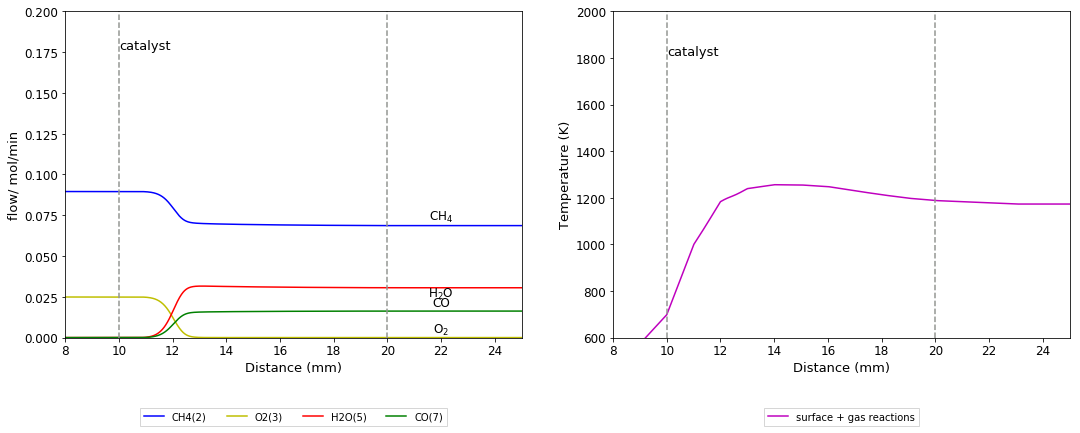 0.200
0.175
0.150
0.125
0.100
0.075
0.050
0.025
0.000
flow/ mol/min
catalyst
CH₄
H₂O
CO
O₂
8 10 12 14 16 18 20 22 24
Distance (mm)
CH4(2) O2(3) H2O(5) CO(7)
2000
1800
1600
1400
1200
1000
800
600
Temperature (K)
catalyst
8 10 12 14 16 18 20 22 24
Distance (mm)
surface + gas reactions